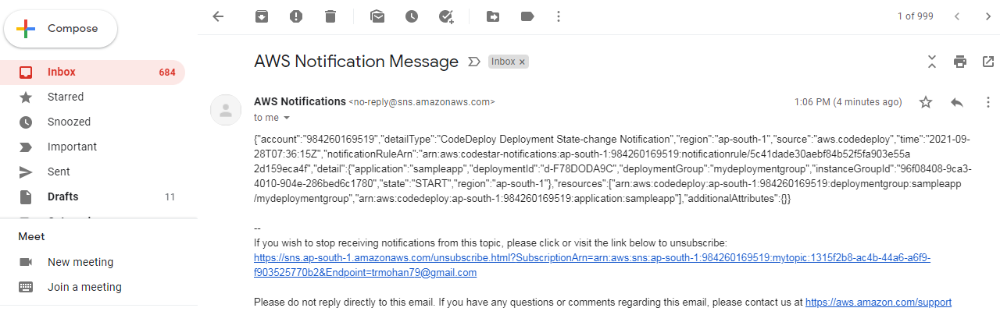 Compose
1 of 999
Inbox 684
Starred
Snoozed
Important
Sent
Drafts 11
Meet
New meeting
Join a meeting
AWS Notification Message Inbox ×
AWS Notifications <no-reply@sns.amazonaws.com> 1:06 PM (4 minutes ago)
to me
{"account":"984260169519","detailType":"CodeDeploy Deployment State-change Notification","region":"ap-south-1","source":"aws.codedeploy","time":"2021-09-
28T07:36:15Z","notificationRuleArn":"arn:aws:codestar-notifications:ap-south-1:984260169519:notificationrule/5c41dade30aebf84b52f5fa903e55a
2d159eca4f","detail":{"application":"sampleapp","deploymentId":"d-F78DODA9C","deploymentGroup":"mydeploymentgroup","instanceGroupId":"96f08408-9ca3-
4010-904e-286bed6c1780","state":"START","region":"ap-south-1"},"resources":["arn:aws:codedeploy:ap-south-1:984260169519:deploymentgroup:sampleapp
/mydeploymentgroup","arn:aws:codedeploy:ap-south-1:984260169519:application:sampleapp"],"additionalAttributes":{}}
--
If you wish to stop receiving notifications from this topic, please click or visit the link below to unsubscribe:
https://sns.ap-south-1.amazonaws.com/unsubscribe.html?SubscriptionArn=arn:aws:sns:ap-south-1:984260169519:mytopic:1315f2b8-ac4b-44a6-a6f9-
f903525770b2&Endpoint=trmohan79@gmail.com
Please do not reply directly to this email. If you have any questions or comments regarding this email, please contact us at https://aws.amazon.com/support